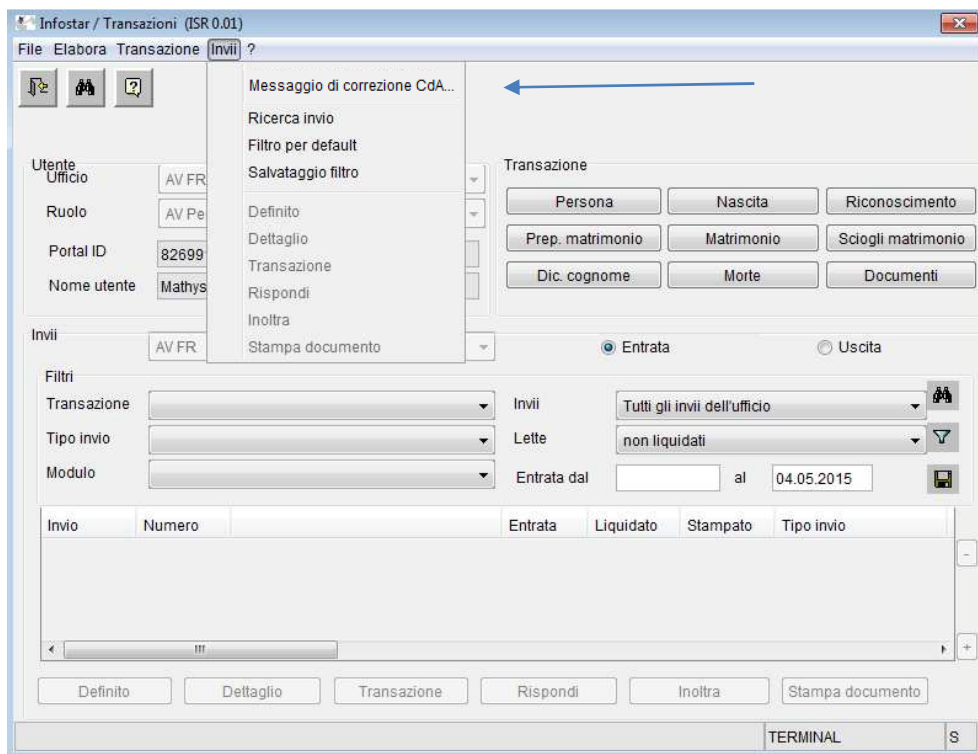 Infostar / Transazioni (ISR 0.01)
File Elabora Transazione Invii ?
Messaggio di correzione CdA...
Ricerca invio
Filtro per default
Salvataggio filtro
Definito
Dettaglio
Transazione
Rispondi
Inoltra
Stampa documento
Utente
Ufficio AV FR
Ruolo AV Pe
Portal ID 82699
Nome utente Mathys
Transazione
Persona Nascita Riconoscimento
Prep. matrimonio Matrimonio Sciogli matrimonio
Dic. cognome Morte Documenti
Invii AV FR Entrata Uscita
Filtri
Transazione Invii Tutti gli invii dell'ufficio
Tipo invio Lette non liquidati
Modulo Entrata dal al 04.05.2015
Invio Numero Entrata Liquidato Stampato Tipo invio
Definito Dettaglio Transazione Rispondi Inoltra Stampa documento
TERMINAL S